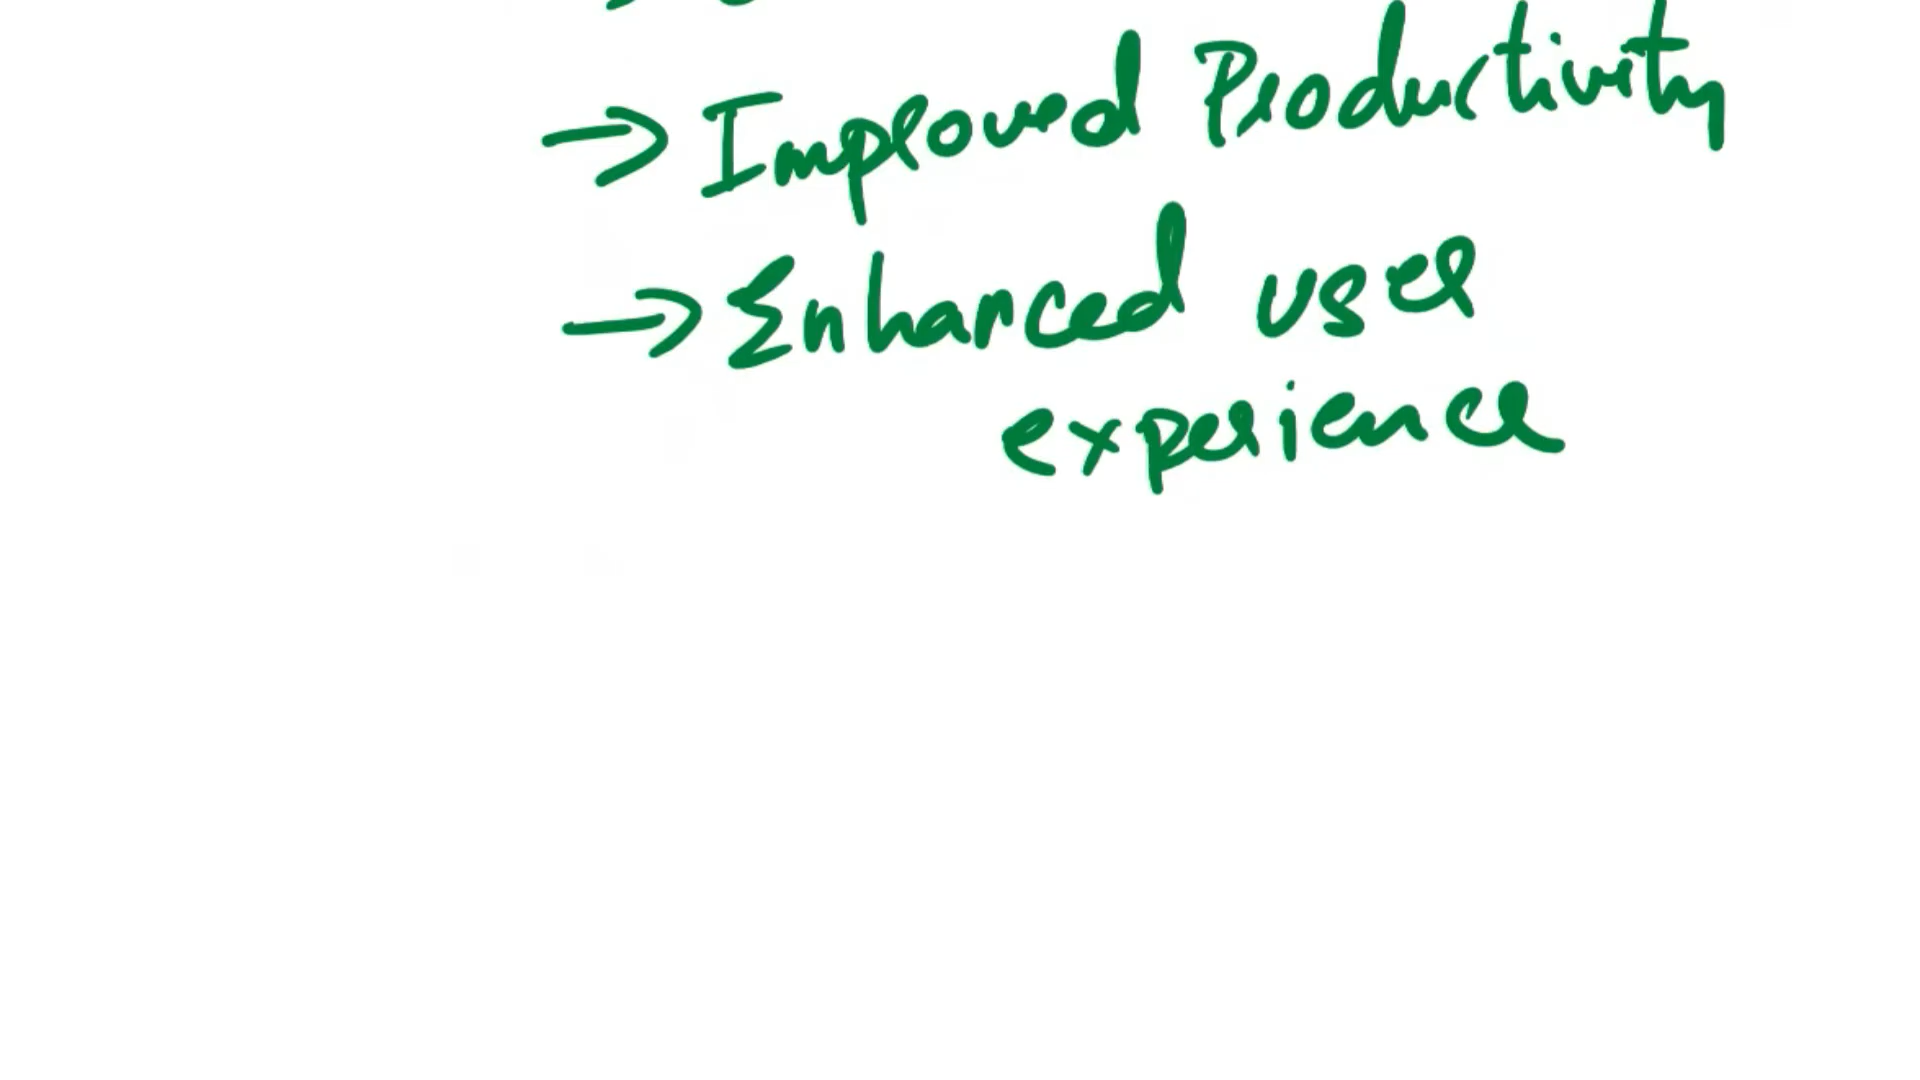 → Improved Productivity
→ Enhanced user
experience